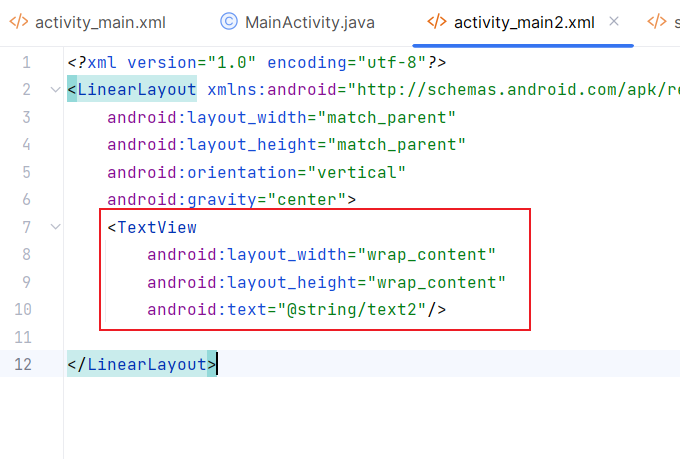 activity_main.xml MainActivity.java activity_main2.xml
1 <?xml version="1.0" encoding="utf-8"?>
2 <LinearLayout xmlns:android="http://schemas.android.com/apk/re
3 android:layout_width="match_parent"
4 android:layout_height="match_parent"
5 android:orientation="vertical"
6 android:gravity="center">
7 <TextView
8 android:layout_width="wrap_content"
9 android:layout_height="wrap_content"
10 android:text="@string/text2"/>
11
12 </LinearLayout>